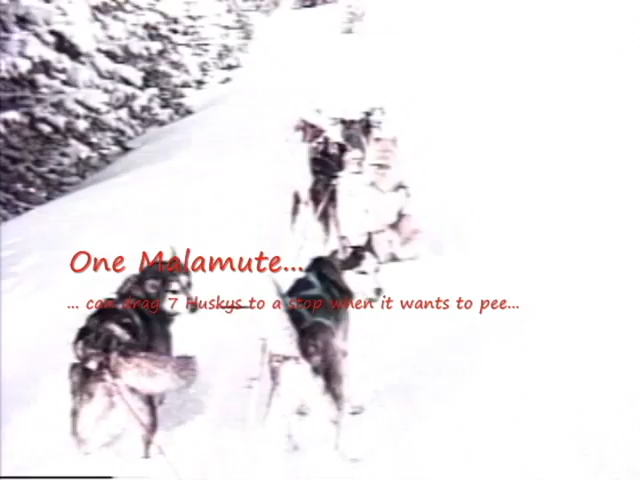 One Malamute...
... can drag 7 Huskys to a stop when it wants to pee...